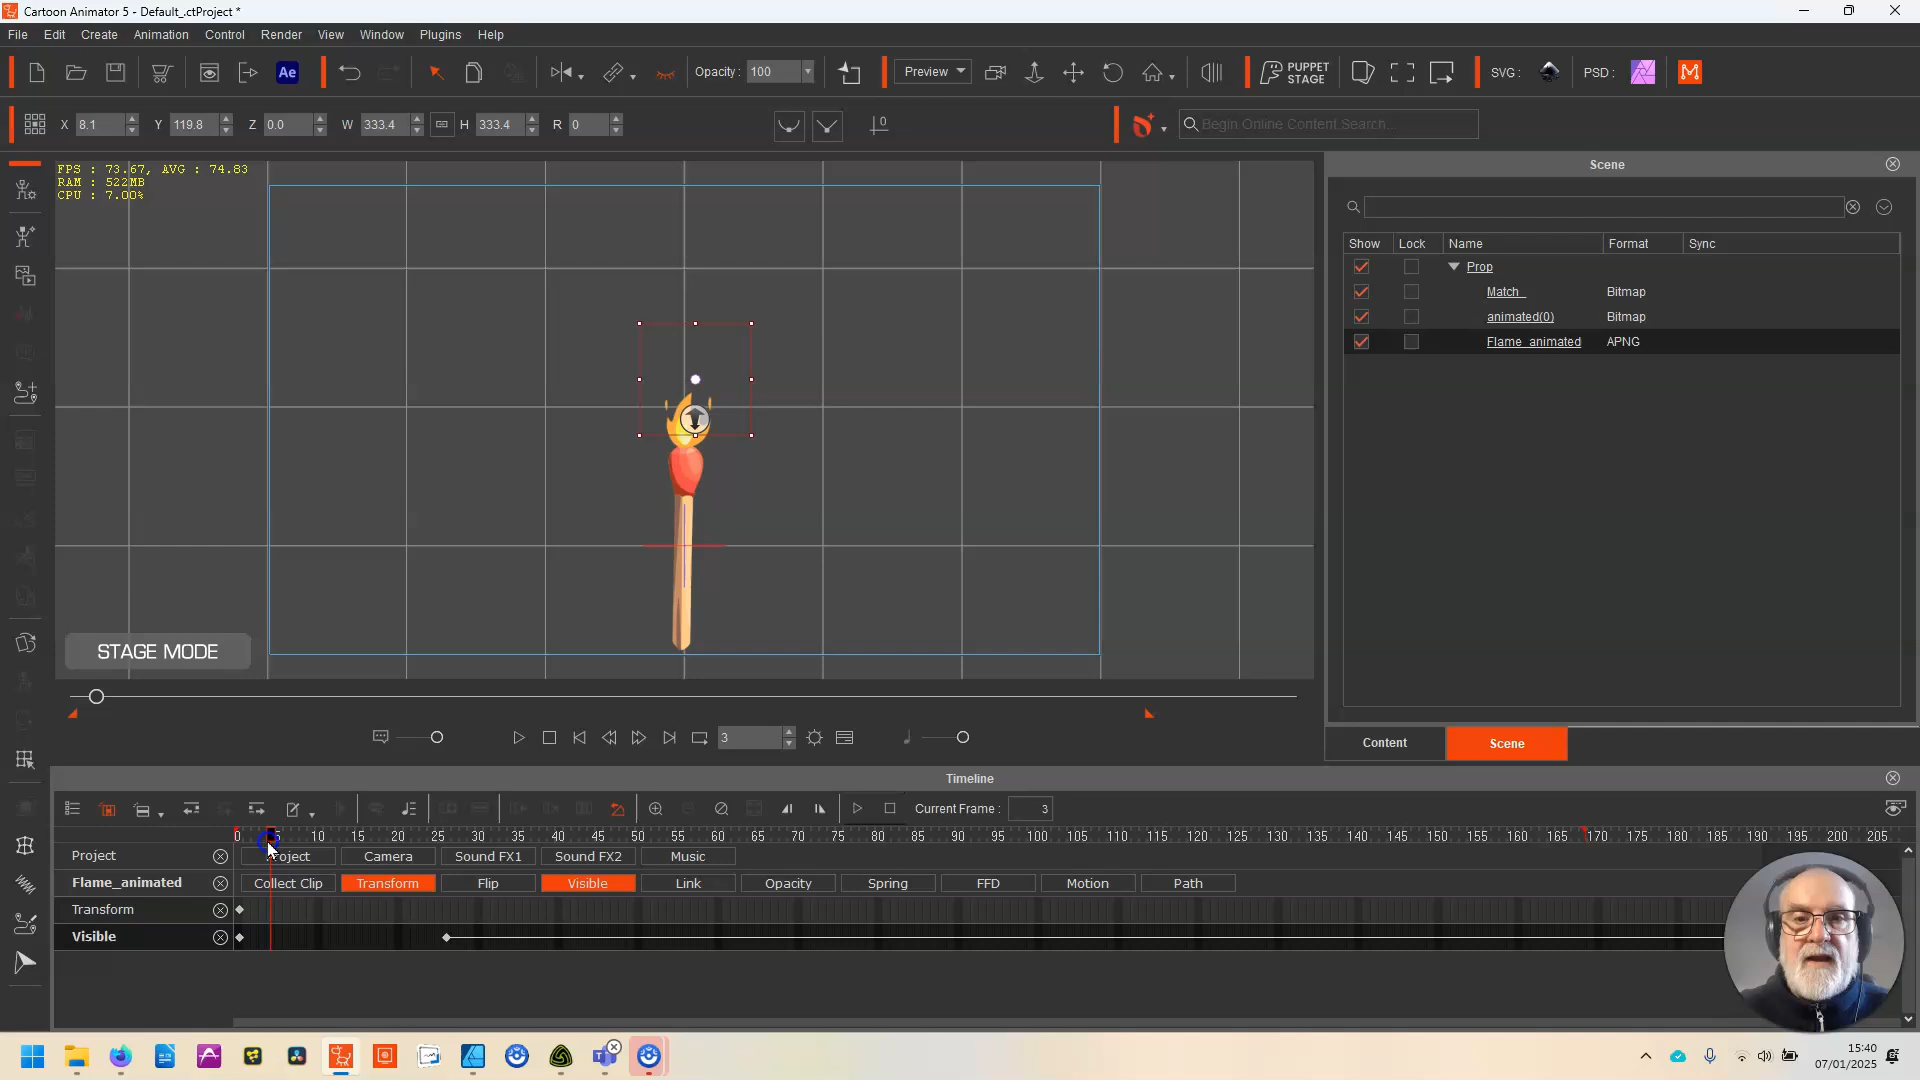 Cartoon Animator 5 - Default_.ctProject *
File Edit Create Animation Control Render View Window Plugins Help
Ae
Opacity : 100
Preview
PUPPET STAGE
SVG :
PSD :
X 8.1 Y 119.8 Z 0.0 W 333.4 H 333.4 R 0
Begin Online Content Search...
FPS : 73.67, AVG : 74.83
RAM : 522MB
CPU : 7.00%
STAGE MODE
Scene
Show Lock Name Format Sync
Prop
Match_ Bitmap
animated(0) Bitmap
Flame_animated APNG
3
Content Scene
Timeline
Current Frame : 3
0 5 10 15 20 25 30 35 40 45 50 55 60 65 70 75 80 85 90 95 100 105 110 115 120 125 130 135 140 145 150 155 160 165 170 175 180 185 190 195 200 205
Project Project Camera Sound FX1 Sound FX2 Music
Flame_animated Collect Clip Transform Flip Visible Link Opacity Spring FFD Motion Path
Transform
Visible
15:40
07/01/2025